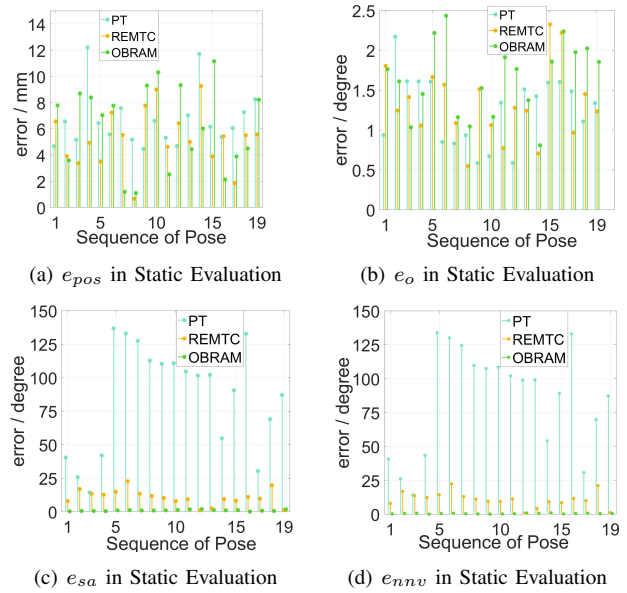 error / mm
14
12
10
8
6
4
2
0
1 5 10 15 19
Sequence of Pose
PT
REMTC
OBRAM
(a) e_pos in Static Evaluation
error / degree
2.5
2
1.5
1
0.5
0
1 5 10 15 19
Sequence of Pose
PT
REMTC
OBRAM
(b) e_o in Static Evaluation
error / degree
150
125
100
75
50
25
0
1 5 10 15 19
Sequence of Pose
PT
REMTC
OBRAM
(c) e_sa in Static Evaluation
error / degree
150
125
100
75
50
25
0
1 5 10 15 19
Sequence of Pose
PT
REMTC
OBRAM
(d) e_nnv in Static Evaluation